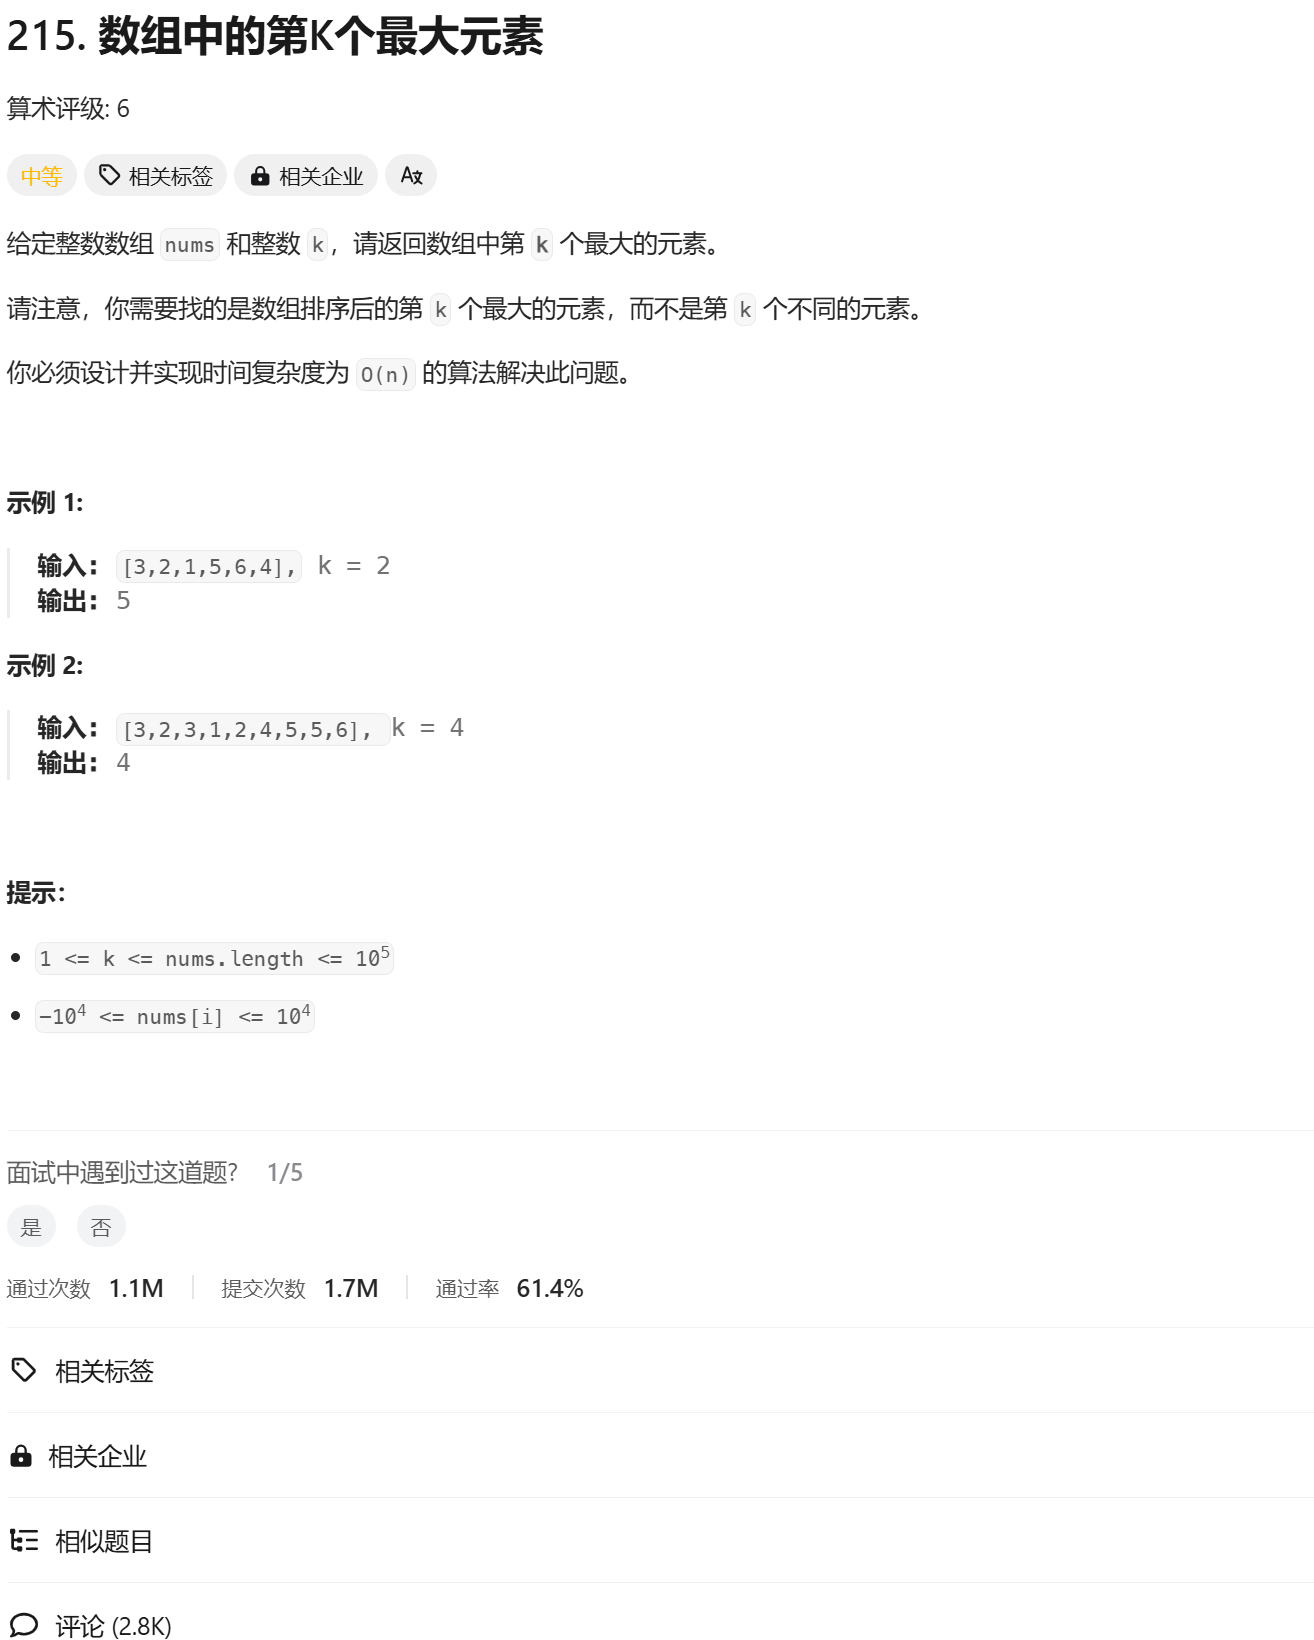 215. 数组中的第K个最大元素
算术评级: 6
中等 相关标签 相关企业 A文
给定整数数组 nums 和整数 k，请返回数组中第 k 个最大的元素。
请注意，你需要找的是数组排序后的第 k 个最大的元素，而不是第 k 个不同的元素。
你必须设计并实现时间复杂度为 O(n) 的算法解决此问题。
示例 1:
输入： [3,2,1,5,6,4], k = 2
输出： 5
示例 2:
输入： [3,2,3,1,2,4,5,5,6], k = 4
输出： 4
提示：
1 <= k <= nums.length <= 10⁵
-10⁴ <= nums[i] <= 10⁴
面试中遇到过这道题? 1/5
是 否
通过次数 1.1M 提交次数 1.7M 通过率 61.4%
相关标签
相关企业
相似题目
评论 (2.8K)